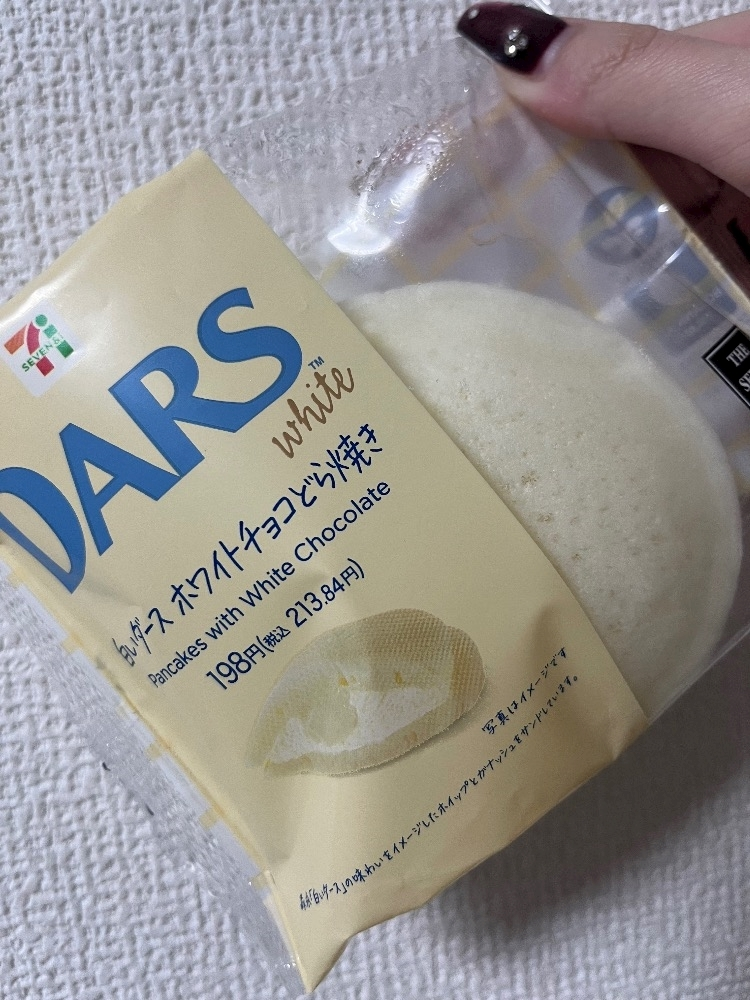 SEVEN&i
DARS™
white
白いダース ホワイトチョコどら焼き
Pancakes with White Chocolate
198円(税込 213.84円)
写真はイメージです
森永「白いダース」の味わいをイメージしたホイップとガナッシュをサンドしています。
THE